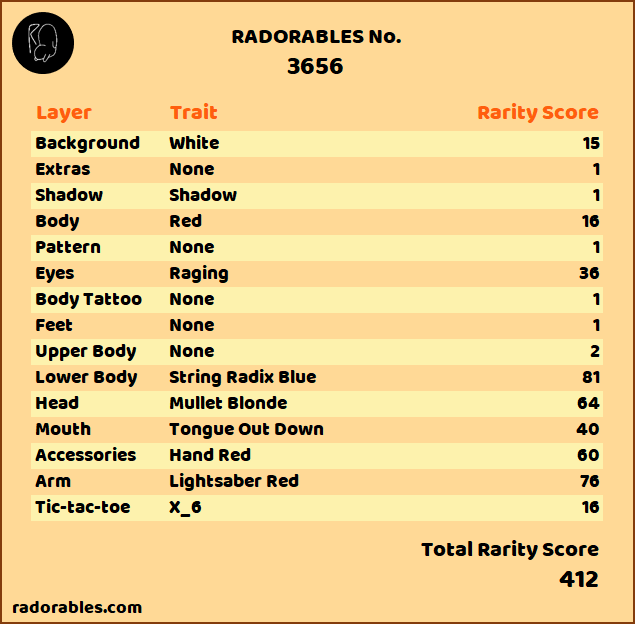 RADORABLES No.
3656
Layer Trait Rarity Score
Background White 15
Extras None 1
Shadow Shadow 1
Body Red 16
Pattern None 1
Eyes Raging 36
Body Tattoo None 1
Feet None 1
Upper Body None 2
Lower Body String Radix Blue 81
Head Mullet Blonde 64
Mouth Tongue Out Down 40
Accessories Hand Red 60
Arm Lightsaber Red 76
Tic-tac-toe X_6 16
Total Rarity Score
412
radorables.com